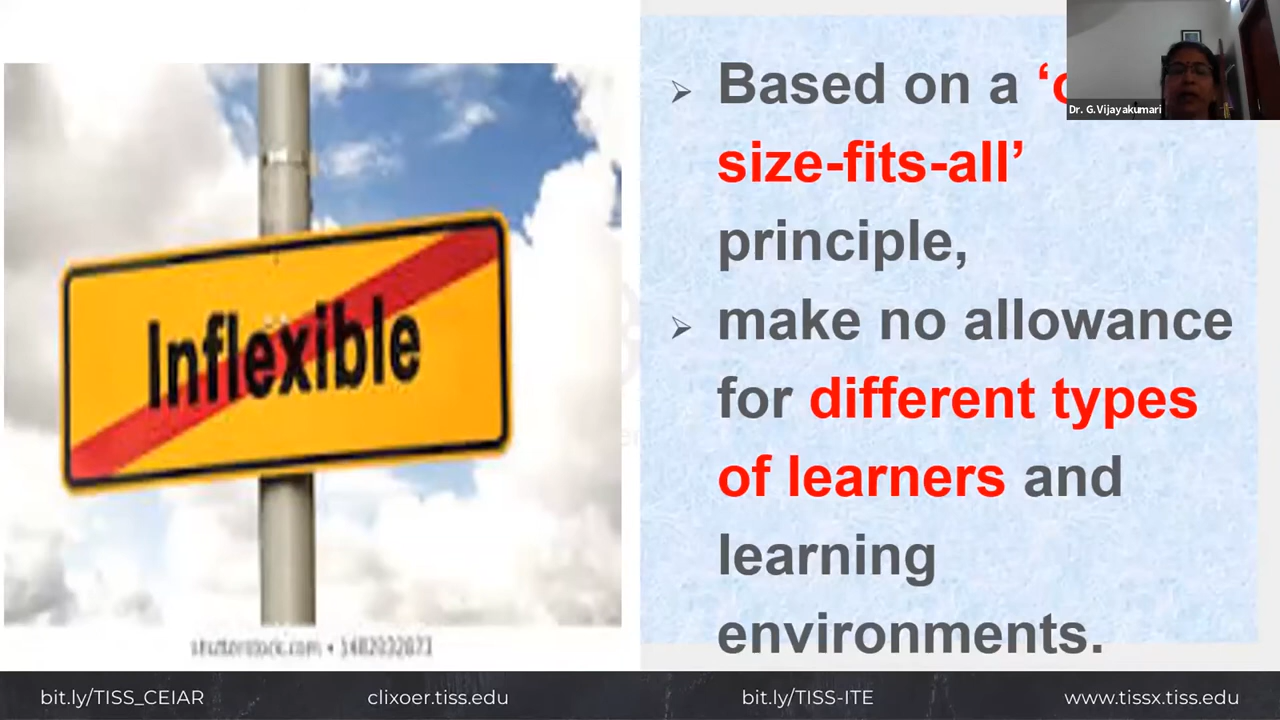 Inflexible
shutterstock.com • 1482032873
Based on a
size-fits-all’
principle,
make no allowance
for different types
of learners and
learning
environments.
Dr. G.Vijayakumari
bit.ly/TISS_CEIAR
clixoer.tiss.edu
bit.ly/TISS-ITE
www.tissx.tiss.edu